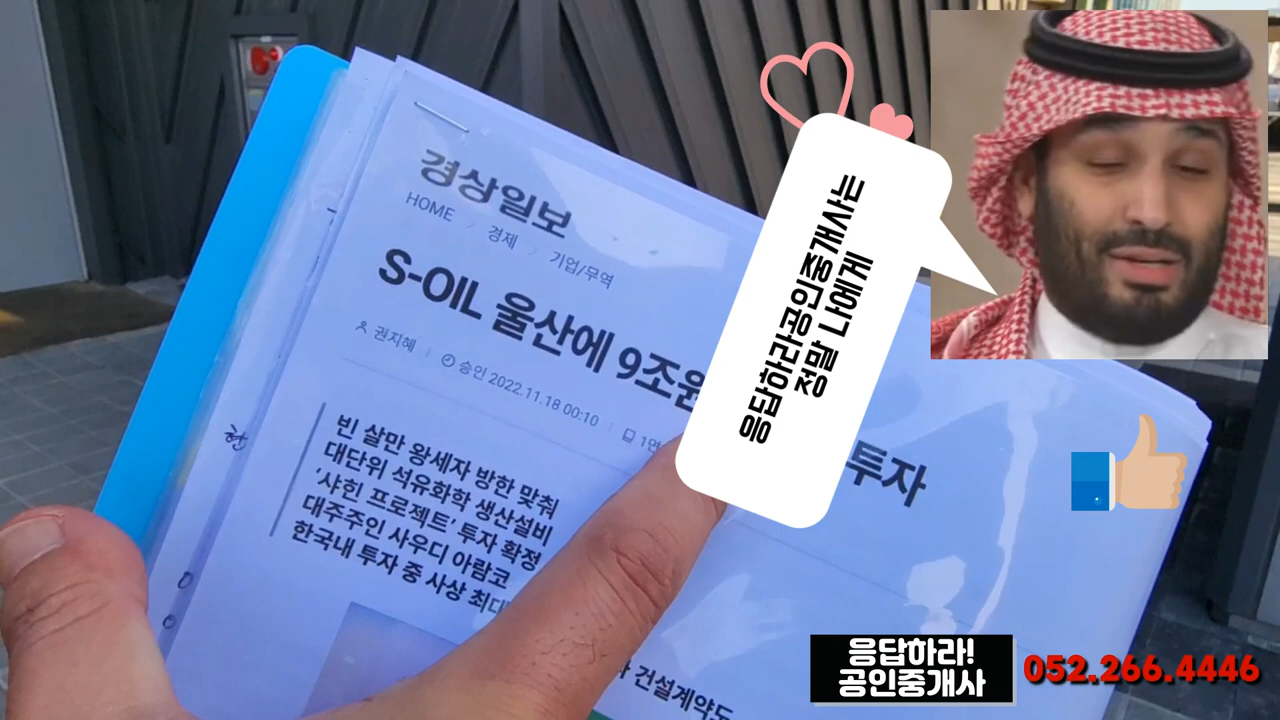 경상일보
HOME > 경제 > 기업/무역
S-OIL 울산에 9조원
투자
권지혜 | 승인 2022.11.18 00:10 | 1면
빈 살만 왕세자 방한 맞춰
대단위 석유화학 생산설비
‘샤힌 프로젝트’ 투자 확정
대주주인 사우디 아람코
한국내 투자 중 사상 최대
건설계약도
현
응답하라공인중개사는
정말 나에게
응답하라!
공인중개사
052.266.4446